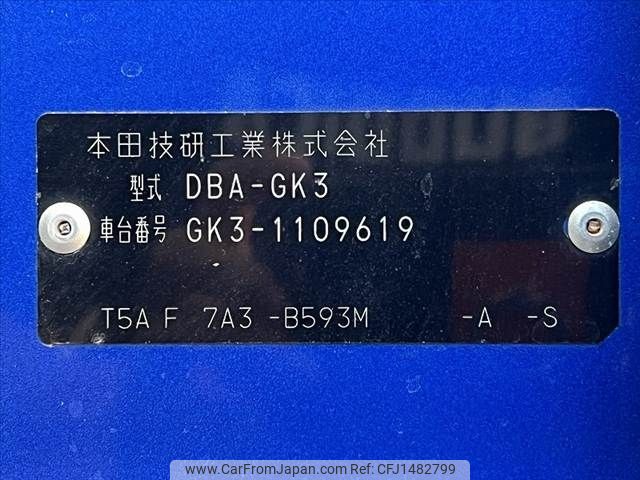 本田技研工業株式会社
型式 DBA-GK3
車台番号 GK3-1109619
T5A F 7A3 -B593M -A -S
www.CarFromJapan.com CFJ1482799